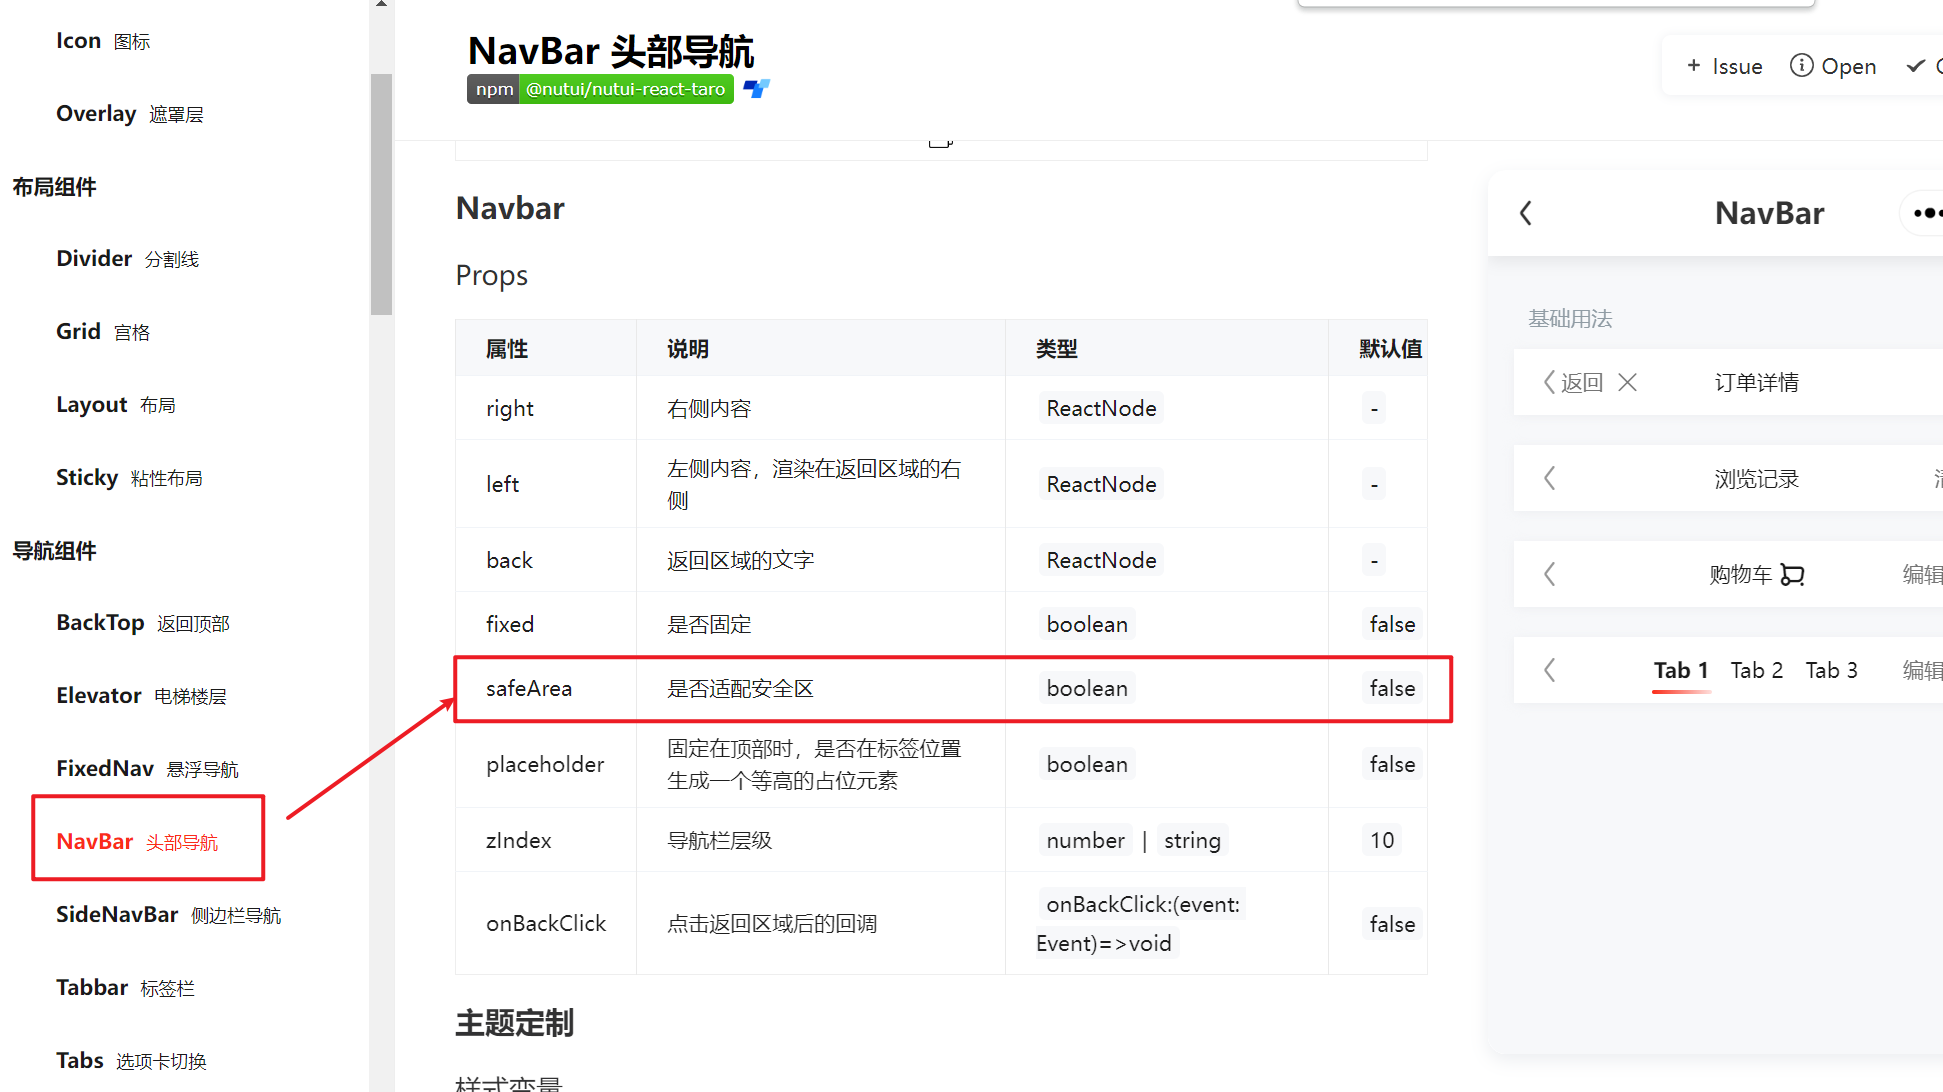 Icon 图标
Overlay 遮罩层
布局组件
Divider 分割线
Grid 宫格
Layout 布局
Sticky 粘性布局
导航组件
BackTop 返回顶部
Elevator 电梯楼层
FixedNav 悬浮导航
NavBar 头部导航
SideNavBar 侧边栏导航
Tabbar 标签栏
Tabs 选项卡切换
NavBar 头部导航
npm @nutui/nutui-react-taro
+ Issue Open
Navbar
Props
属性 说明 类型 默认值
right 右侧内容 ReactNode -
left 左侧内容，渲染在返回区域的右
侧 ReactNode -
back 返回区域的文字 ReactNode -
fixed 是否固定 boolean false
safeArea 是否适配安全区 boolean false
placeholder 固定在顶部时，是否在标签位置
生成一个等高的占位元素 boolean false
zIndex 导航栏层级 number | string 10
onBackClick 点击返回区域后的回调 onBackClick:(event:
Event)=>void false
主题定制
样式变量
NavBar
基础用法
返回 订单详情
浏览记录
购物车 编辑
Tab 1 Tab 2 Tab 3 编辑